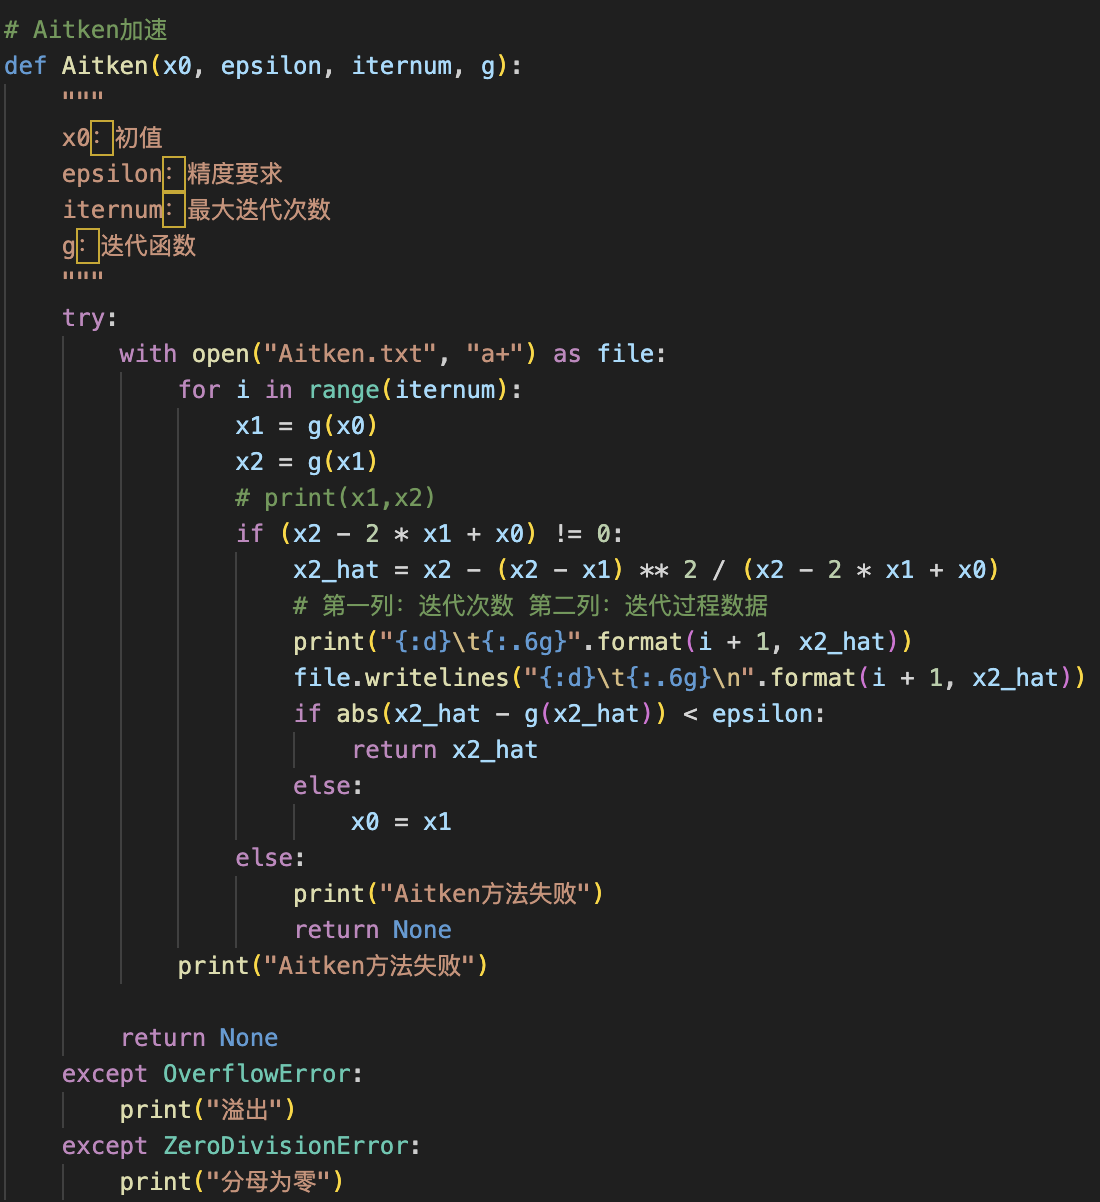 # Aitken加速
def Aitken(x0, epsilon, iternum, g):
    """
    x0：初值
    epsilon：精度要求
    iternum：最大迭代次数
    g：迭代函数
    """
    try:
        with open("Aitken.txt", "a+") as file:
            for i in range(iternum):
                x1 = g(x0)
                x2 = g(x1)
                # print(x1,x2)
                if (x2 - 2 * x1 + x0) != 0:
                    x2_hat = x2 - (x2 - x1) ** 2 / (x2 - 2 * x1 + x0)
                    # 第一列：迭代次数 第二列：迭代过程数据
                    print("{:d}\t{:.6g}".format(i + 1, x2_hat))
                    file.writelines("{:d}\t{:.6g}\n".format(i + 1, x2_hat))
                    if abs(x2_hat - g(x2_hat)) < epsilon:
                        return x2_hat
                    else:
                        x0 = x1
                else:
                    print("Aitken方法失败")
                    return None
            print("Aitken方法失败")
        return None
    except OverflowError:
        print("溢出")
    except ZeroDivisionError:
        print("分母为零")